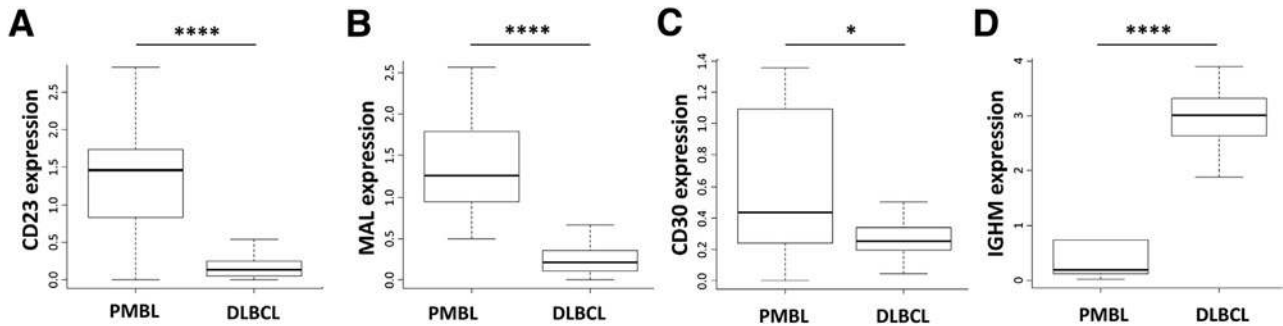 A
****
CD23 expression
0.0 0.5 1.0 1.5 2.0 2.5
PMBL DLBCL
B
****
MAL expression
0.0 0.5 1.0 1.5 2.0 2.5
PMBL DLBCL
C
*
CD30 expression
0.0 0.2 0.4 0.6 0.8 1.0 1.2 1.4
PMBL DLBCL
D
****
IGHM expression
0 1 2 3 4
PMBL DLBCL